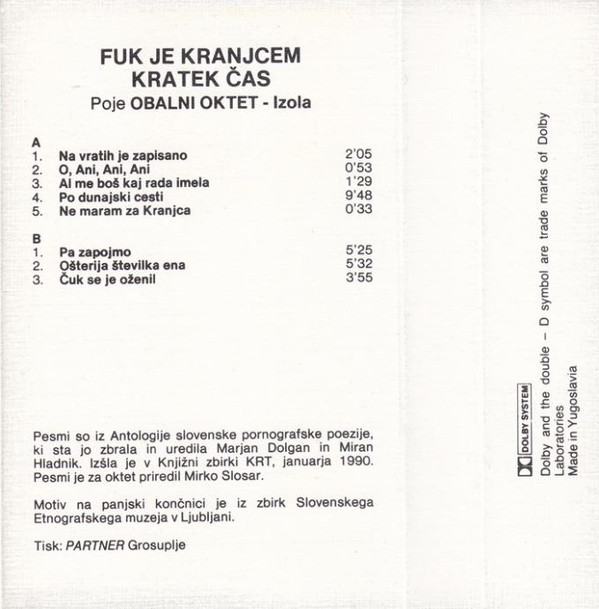 FUK JE KRANJCEM
KRATEK ČAS
Poje OBALNI OKTET - Izola
A
1. Na vratih je zapisano 2'05
2. O, Ani, Ani, Ani 0'53
3. Al me boš kaj rada imela 1'29
4. Po dunajski cesti 9'48
5. Ne maram za Kranjca 0'33
B
1. Pa zapojmo 5'25
2. Ošterija številka ena 5'32
3. Čuk se je oženil 3'55
Pesmi so iz Antologije slovenske pornografske poezije,
ki sta jo zbrala in uredila Marjan Dolgan in Miran
Hladnik. Izšla je v Knjižni zbirki KRT, januarja 1990.
Pesmi je za oktet priredil Mirko Slosar.
Motiv na panjski končnici je iz zbirk Slovenskega
Etnografskega muzeja v Ljubljani.
Tisk: PARTNER Grosuplje
DOLBY SYSTEM
Dolby and the double – D symbol are trade marks of Dolby
Laboratories
Made in Yugoslavia